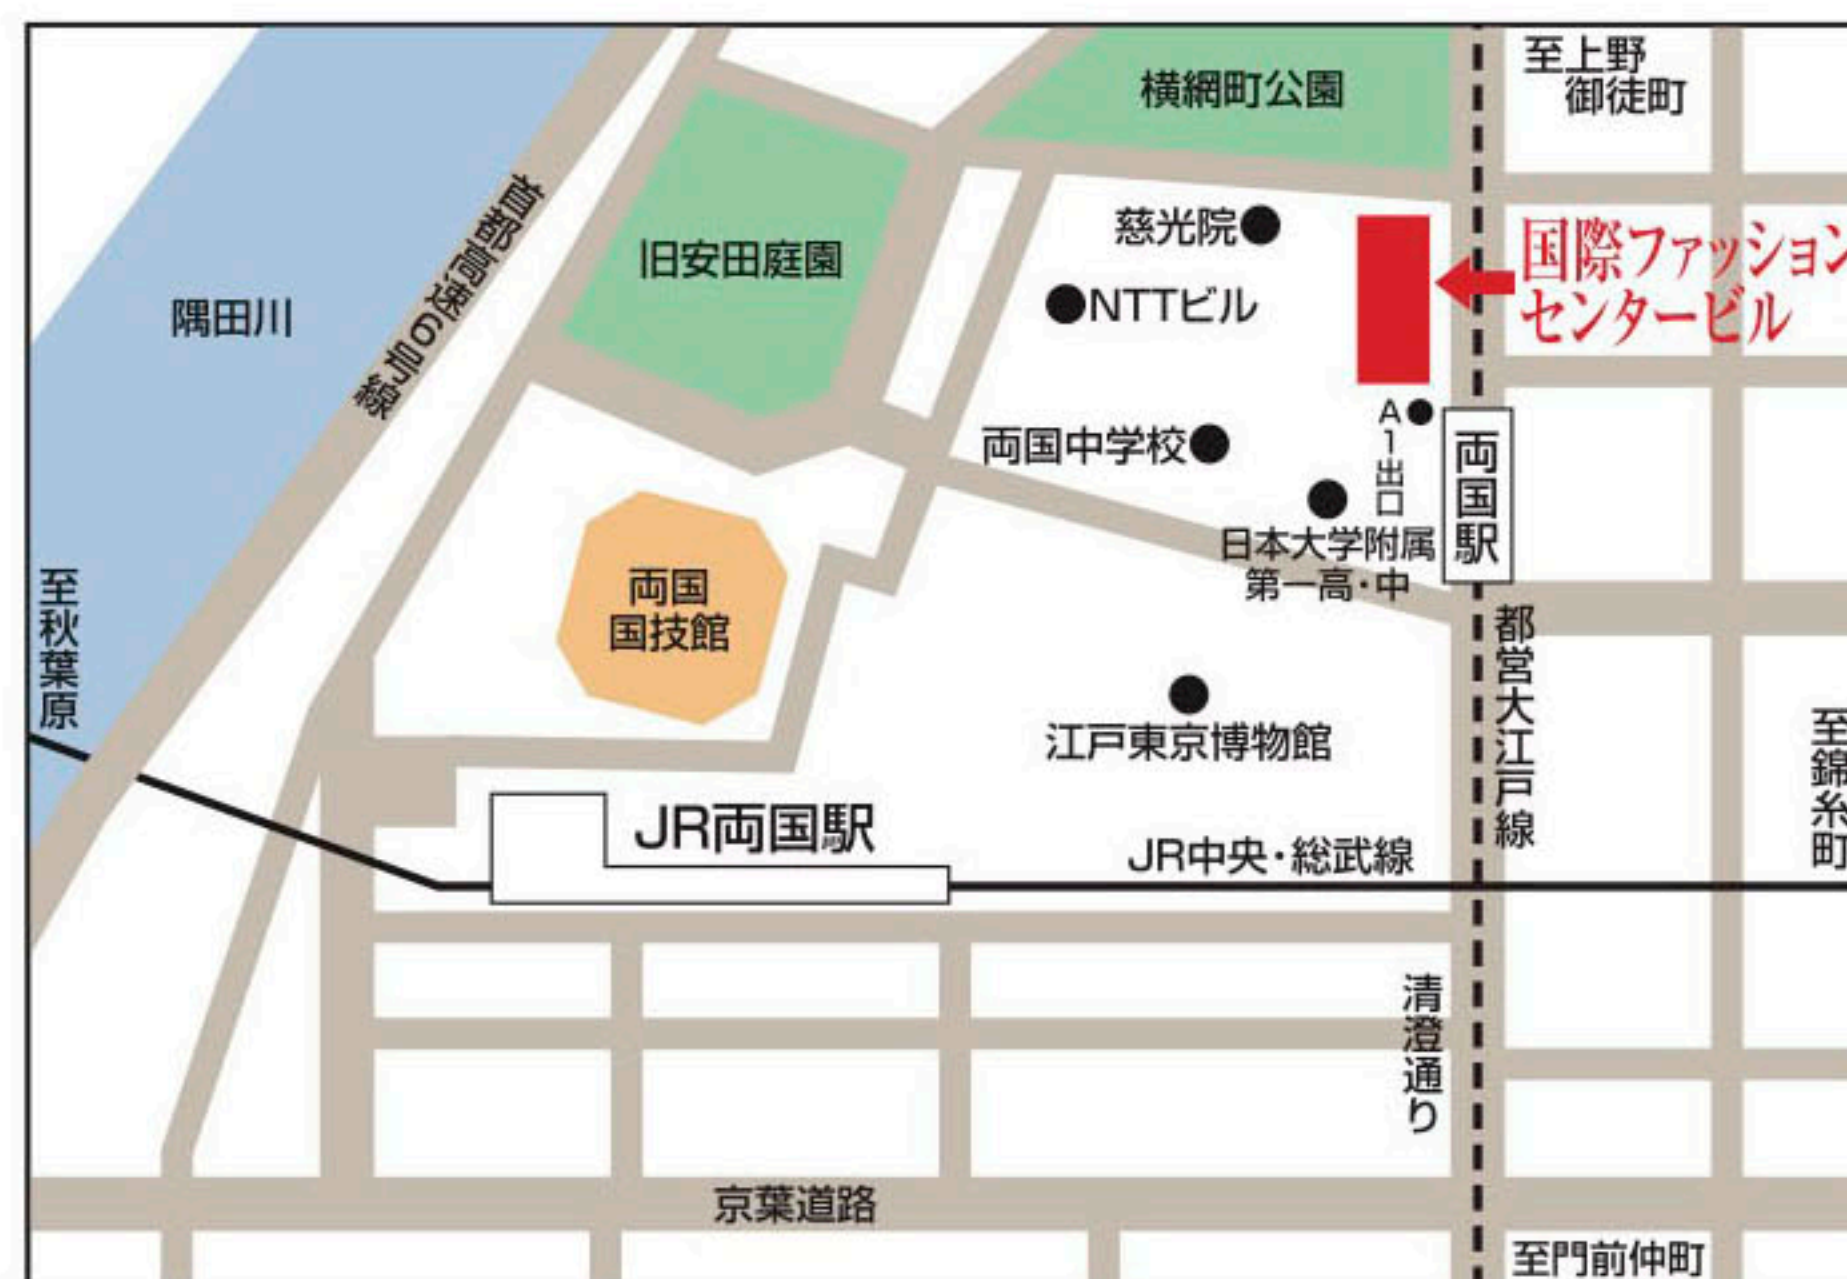 至上野
御徒町
横網町公園
首都高速6号線
慈光院
国際ファッション
センタービル
旧安田庭園
NTTビル
隅田川
A1出口
両国中学校
両国駅
日本大学附属
第一高・中
両国
国技館
至秋葉原
都営大江戸線
江戸東京博物館
至錦糸町
JR両国駅
JR中央・総武線
清澄通り
京葉道路
至門前仲町